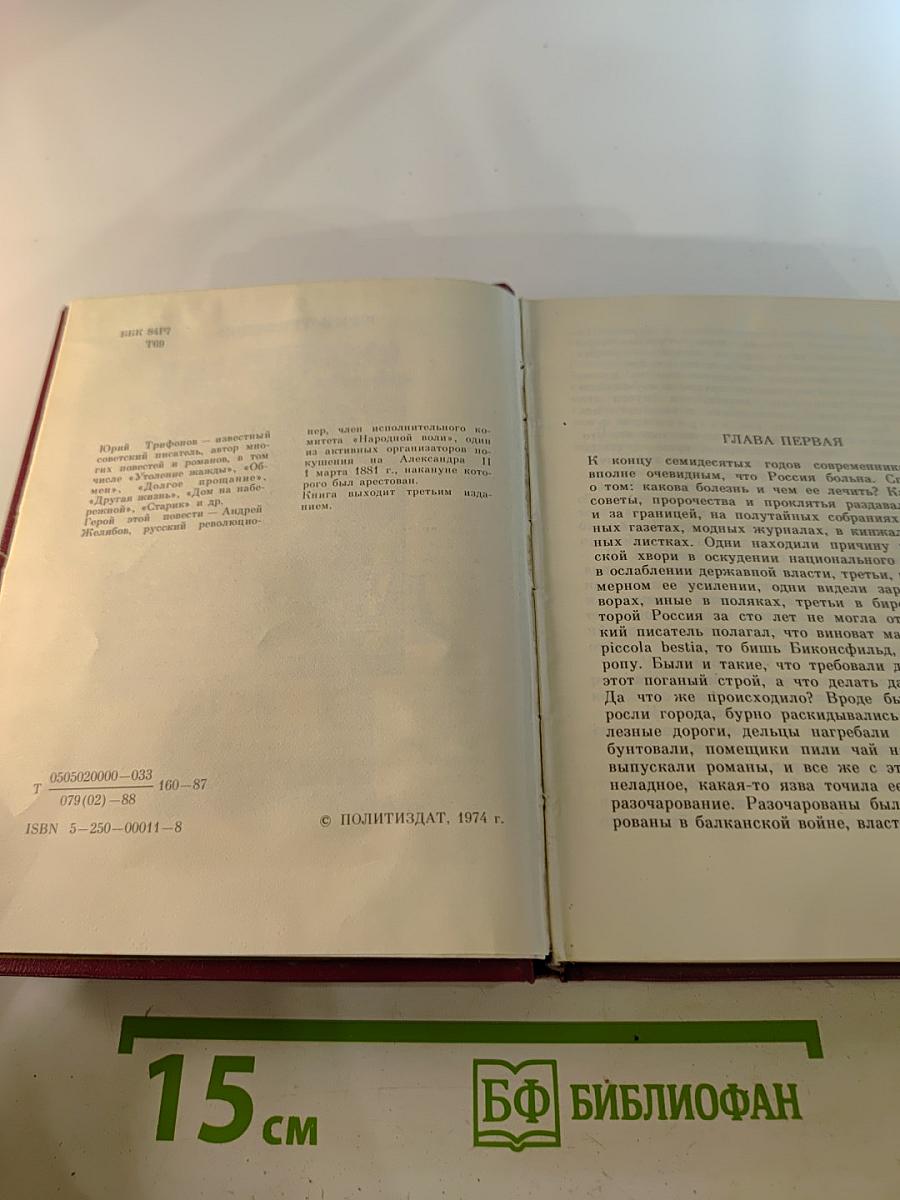 ББК 84Р7
Т69
Юрий Трифонов — известный
советский писатель, автор мно-
гих повестей и романов, в том
числе «Утоление жажды», «Об-
мен», «Долгое прощание»,
«Другая жизнь», «Дом на набе-
режной», «Старик» и др.
Герой этой повести — Андрей
Желябов, русский революцио-
нер, член исполнительного ко-
митета «Народной воли», один
из активных организаторов по-
кушения на Александра II
1 марта 1881 г., накануне кото-
рого был арестован.
Книга выходит третьим изда-
нием.
Т 0505020000—033 160—87
079(02)—88
ISBN 5—250—00011—8
© ПОЛИТИЗДАТ, 1974 г.
ГЛАВА ПЕРВАЯ
К концу семидесятых годов современник
вполне очевидным, что Россия больна. Сп
о том: какова болезнь и чем ее лечить? К
советы, пророчества и проклятья раздавал
и за границей, на полутайных собраниях
ных газетах, модных журналах, в кинжал
ных листках. Одни находили причину
ской хвори в оскудении национального
в ослаблении державной власти, третьи,
мерном ее усилении, одни видели зар
ворах, иные в поляках, третьи в бир
торой Россия за сто лет не могла от
кий писатель полагал, что виноват ма
piccola bestia, то бишь Биконсфильд,
ропу. Были и такие, что требовали д
этот поганый строй, а что делать да
Да что же происходило? Вроде бы
росли города, бурно раскидывались
лезные дороги, дельцы нагребали
бунтовали, помещики пили чай н
выпускали романы, и все же с эт
неладное, какая-то язва точила ее
разочарование. Разочарованы был
рованы в балканской войне, власт
15 см
БФ БИБЛИОФАН